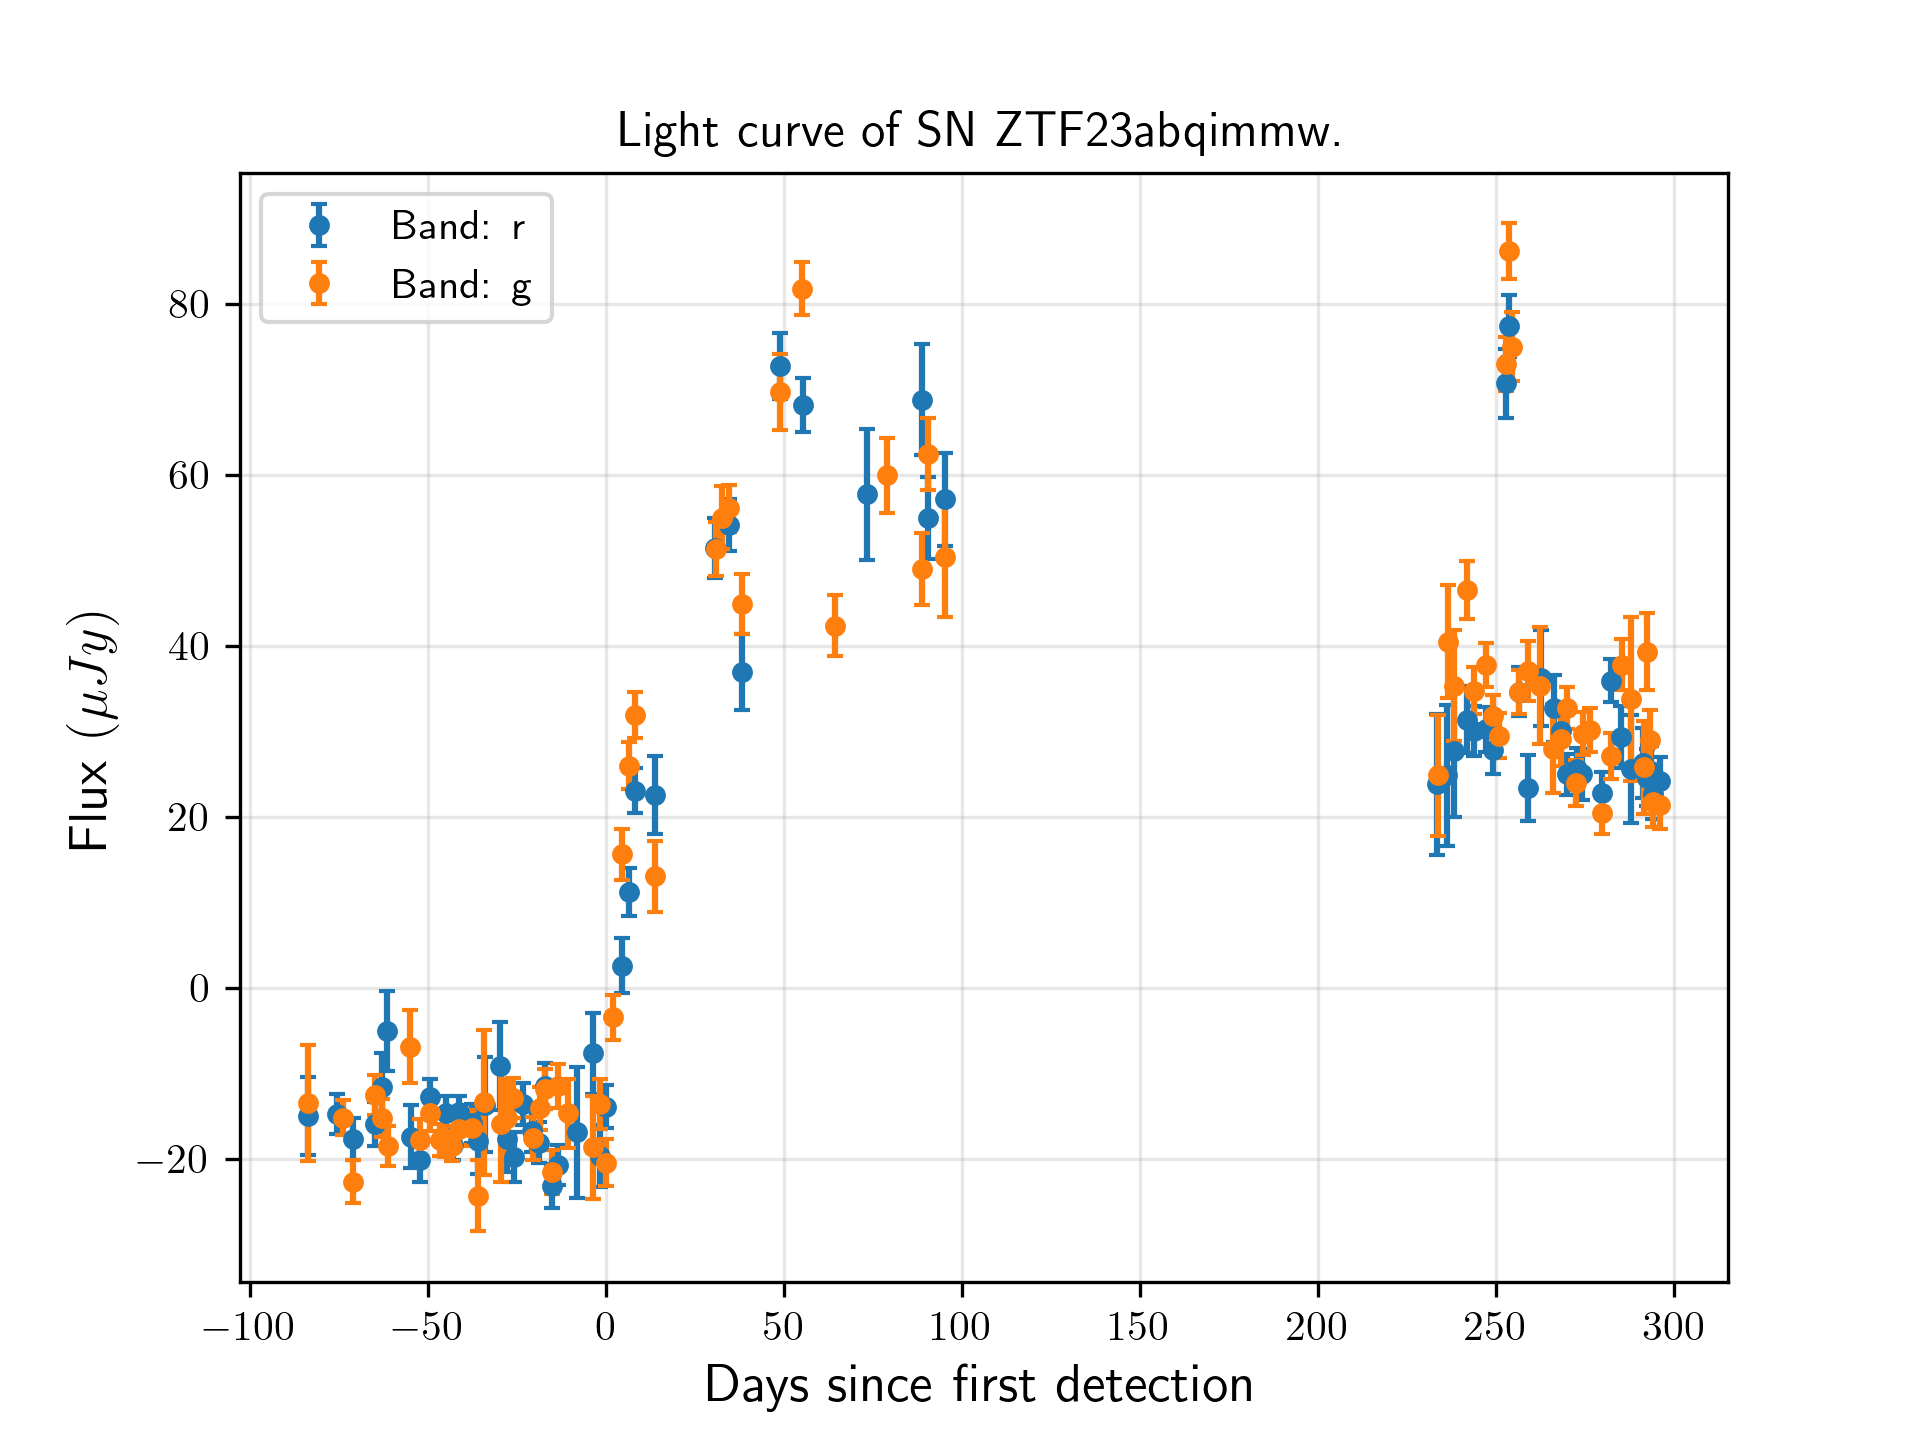 Light curve of SN ZTF23abqimmw.
Band: r
Band: g
80
60
40
20
0
−20
Flux (μJy)
−100 −50 0 50 100 150 200 250 300
Days since first detection